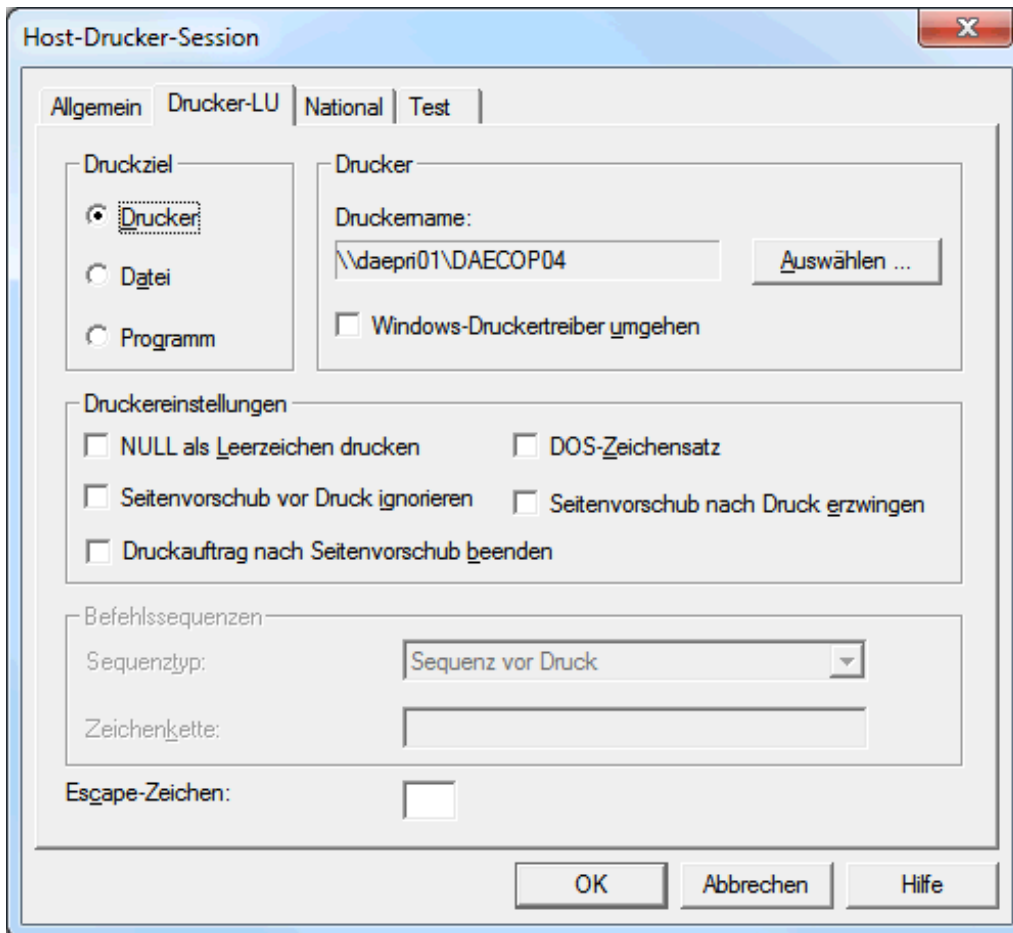 Host-Drucker-Session
Allgemein Drucker-LU National Test
Druckziel
Drucker
Datei
Programm
Drucker
Druckername:
\\daepri01\DAECOP04
Auswählen ...
Windows-Druckertreiber umgehen
Druckereinstellungen
NULL als Leerzeichen drucken
DOS-Zeichensatz
Seitenvorschub vor Druck ignorieren
Seitenvorschub nach Druck erzwingen
Druckauftrag nach Seitenvorschub beenden
Befehlssequenzen
Sequenztyp:
Sequenz vor Druck
Zeichenkette:
Escape-Zeichen:
OK Abbrechen Hilfe